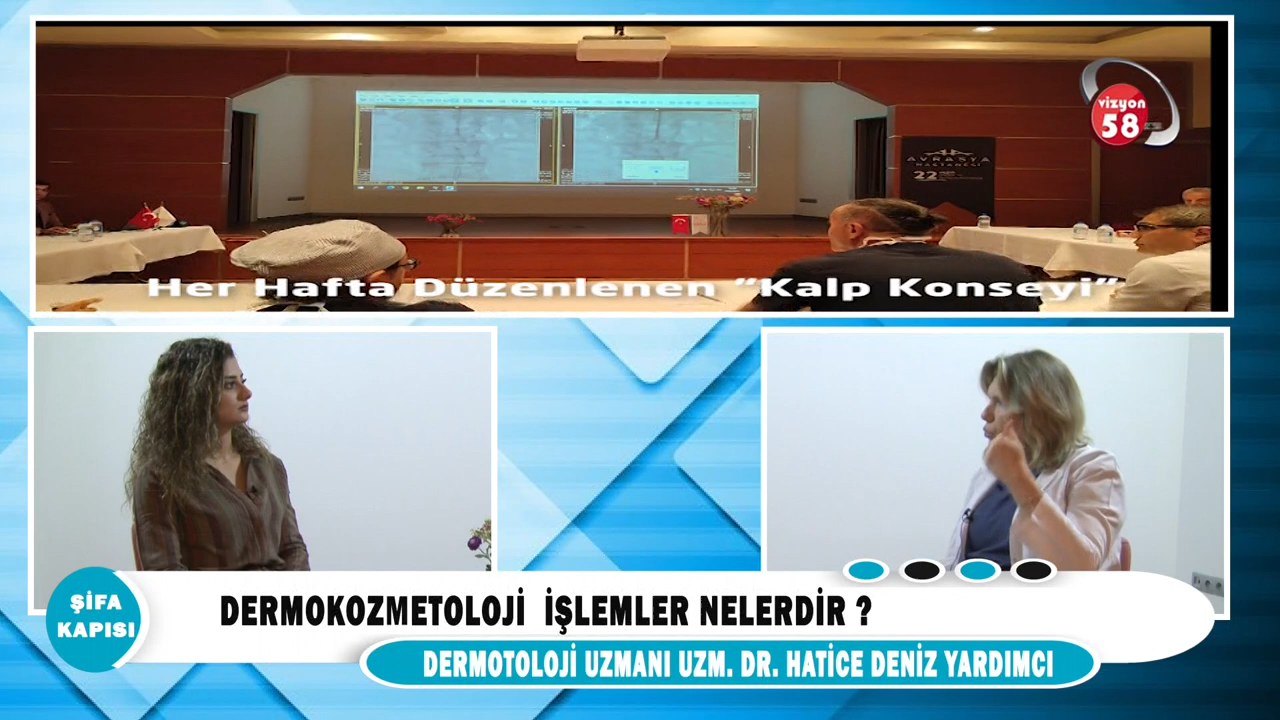 vizyon
58
AVRASYA
HASTANESİ
22
Her Hafta Düzenlenen “Kalp Konseyi”
ŞİFA
KAPISI
DERMOKOZMETOLOJİ İŞLEMLER NELERDİR ?
DERMOTOLOJİ UZMANI UZM. DR. HATİCE DENİZ YARDIMCI